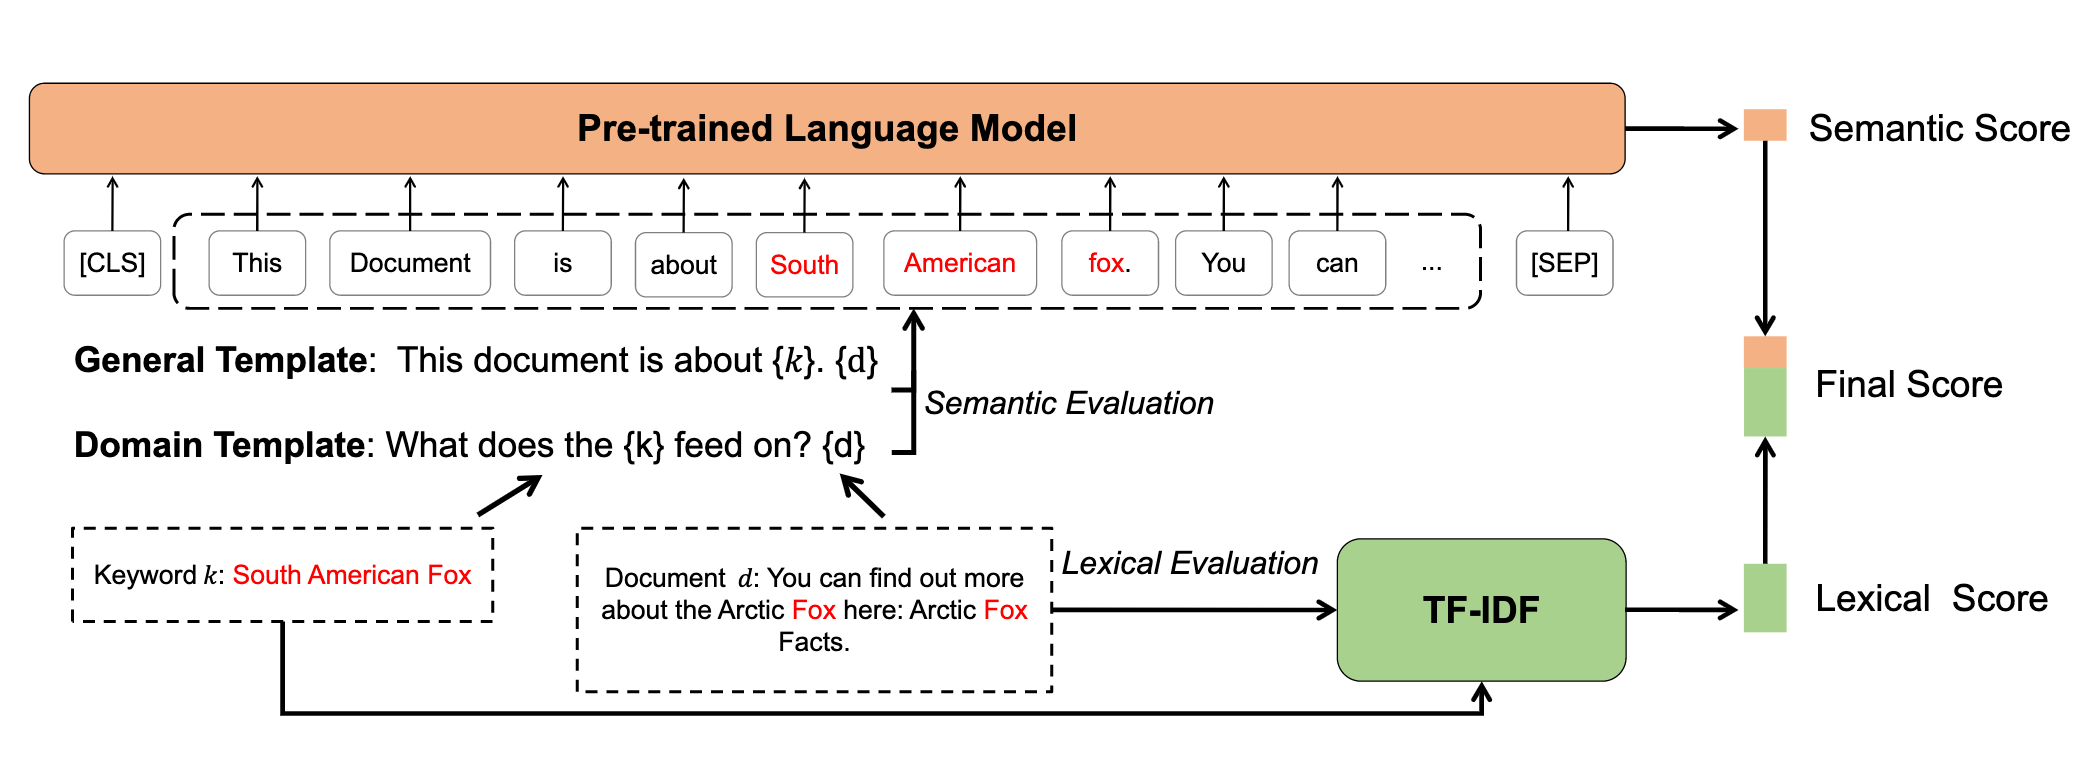 Pre-trained Language Model
Semantic Score
[CLS] This Document is about South American fox. You can ... [SEP]
General Template: This document is about {k}. {d}
Final Score
Semantic Evaluation
Domain Template: What does the {k} feed on? {d}
Lexical Evaluation
Keyword k: South American Fox
Document d: You can find out more
about the Arctic Fox here: Arctic Fox
Facts.
TF-IDF
Lexical Score